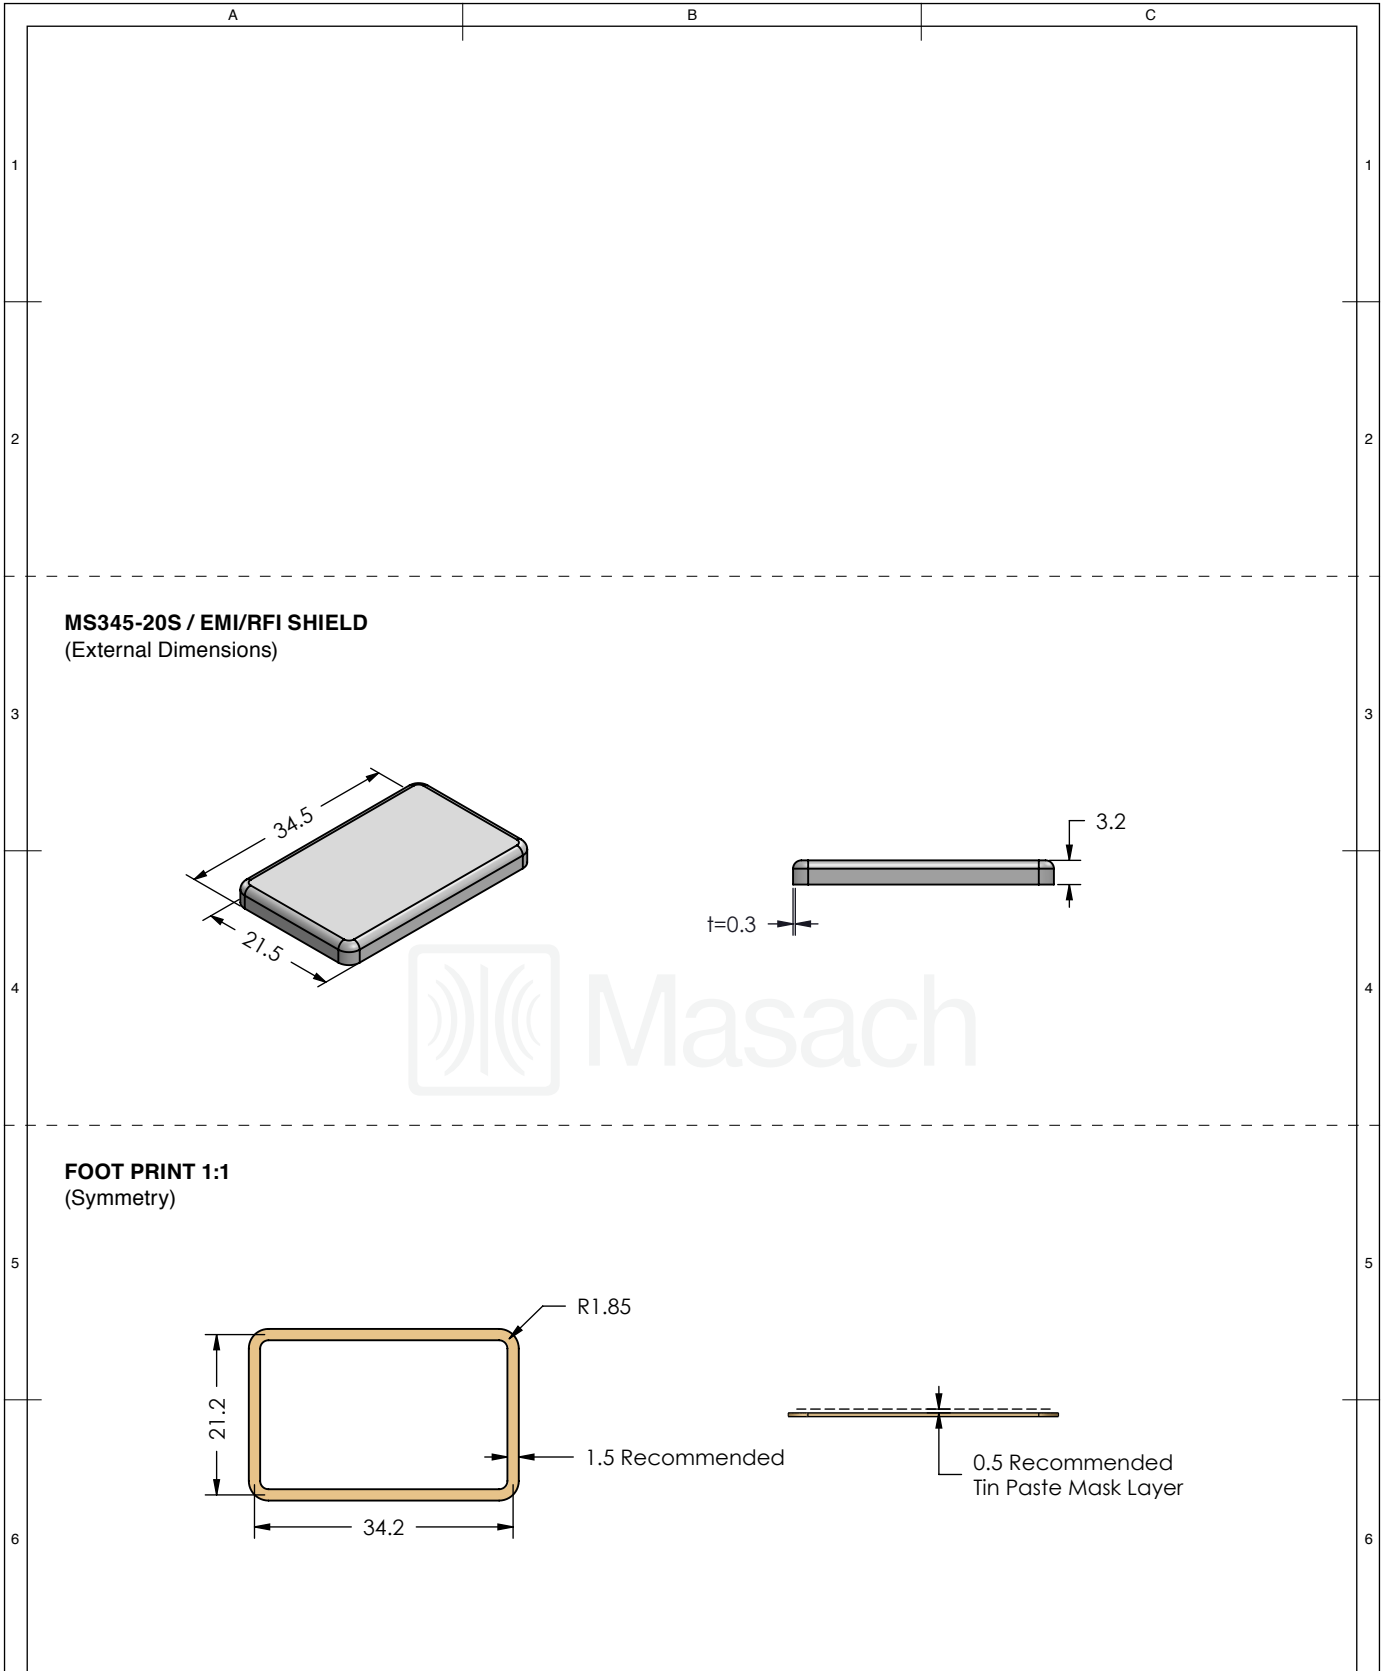 A B C
1 1
2 2
MS345-20S / EMI/RFI SHIELD
(External Dimensions)
3 3
34.5
3.2
21.5
t=0.3
4 4
Masach
FOOT PRINT 1:1
(Symmetry)
5 5
R1.85
21.2
1.5 Recommended
0.5 Recommended
Tin Paste Mask Layer
34.2
6 6